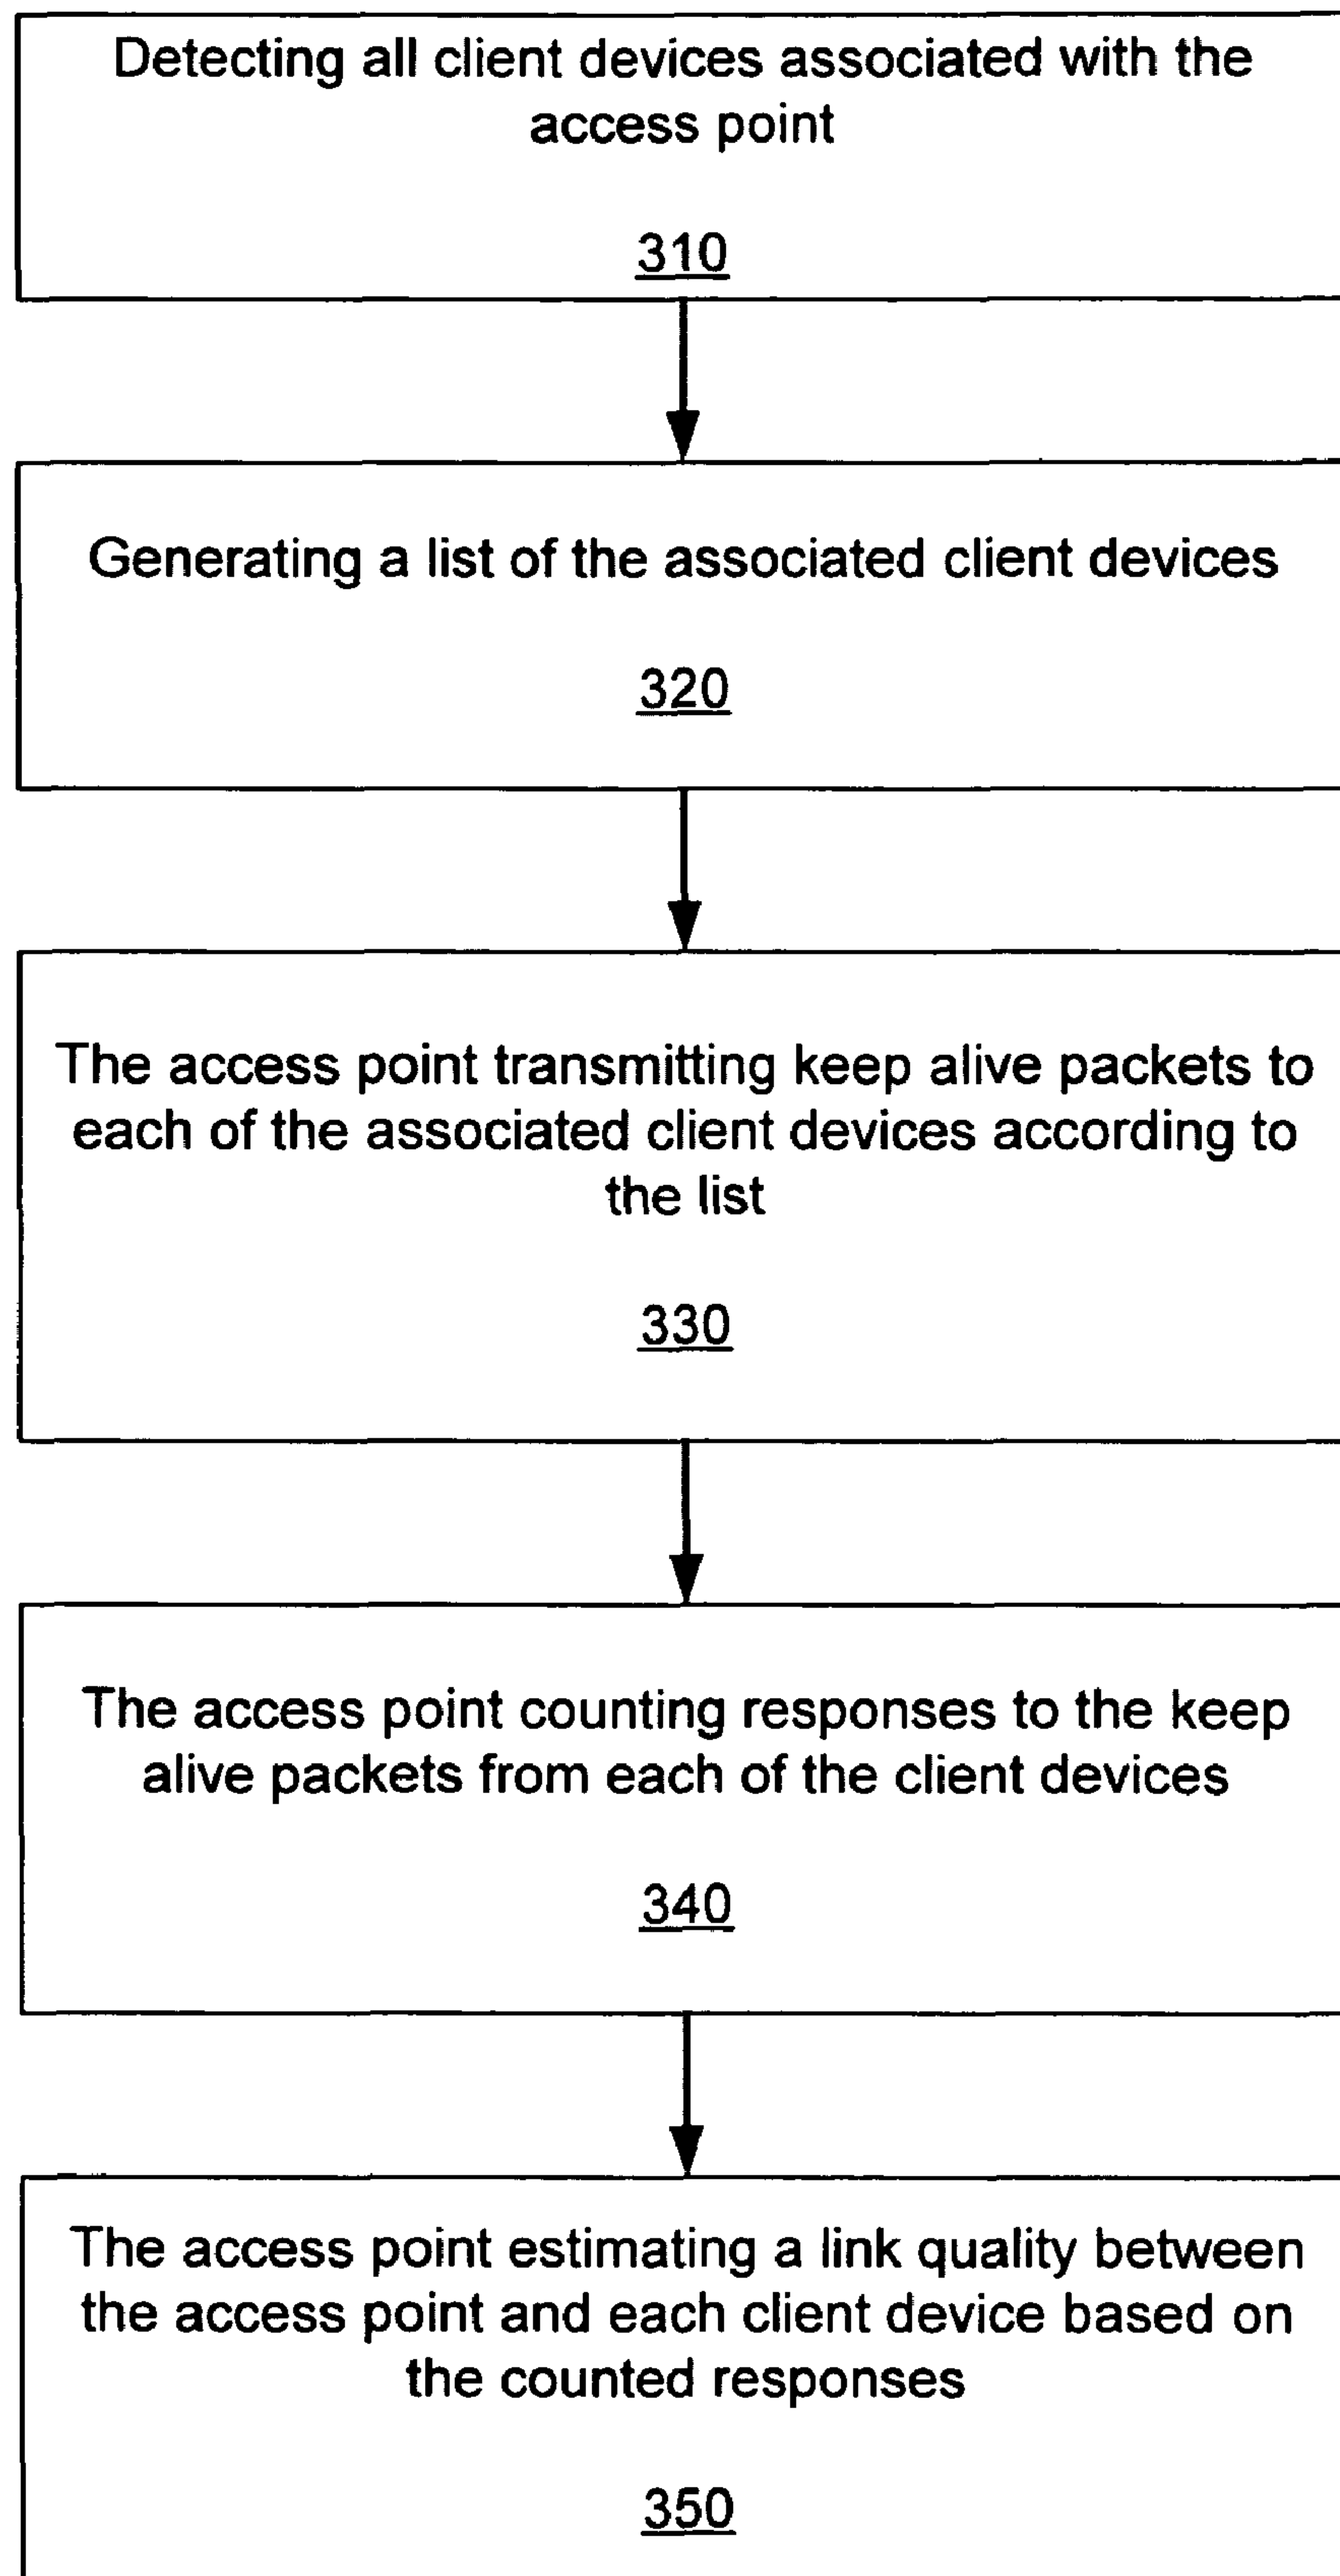 Detecting all client devices associated with the
access point
310
Generating a list of the associated client devices
320
The access point transmitting keep alive packets to
each of the associated client devices according to
the list
330
The access point counting responses to the keep
alive packets from each of the client devices
340
The access point estimating a link quality between
the access point and each client device based on
the counted responses
350